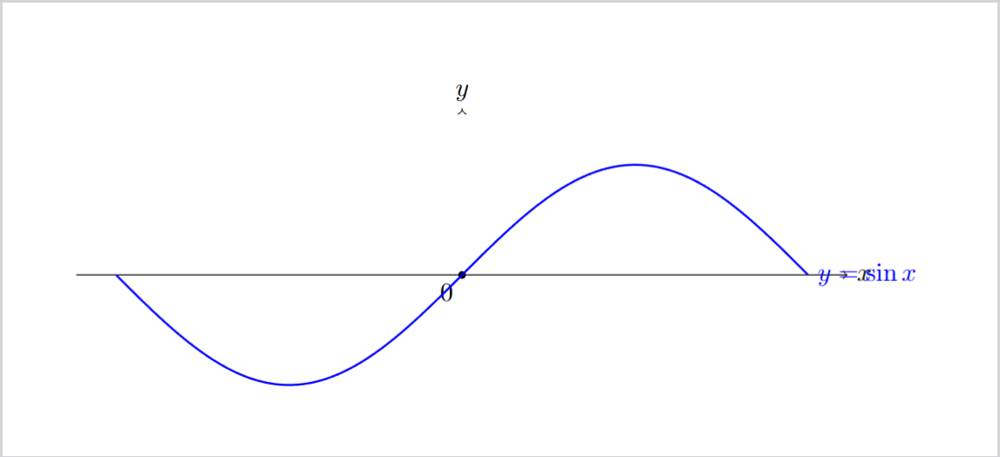 y
0
y = sin x
x